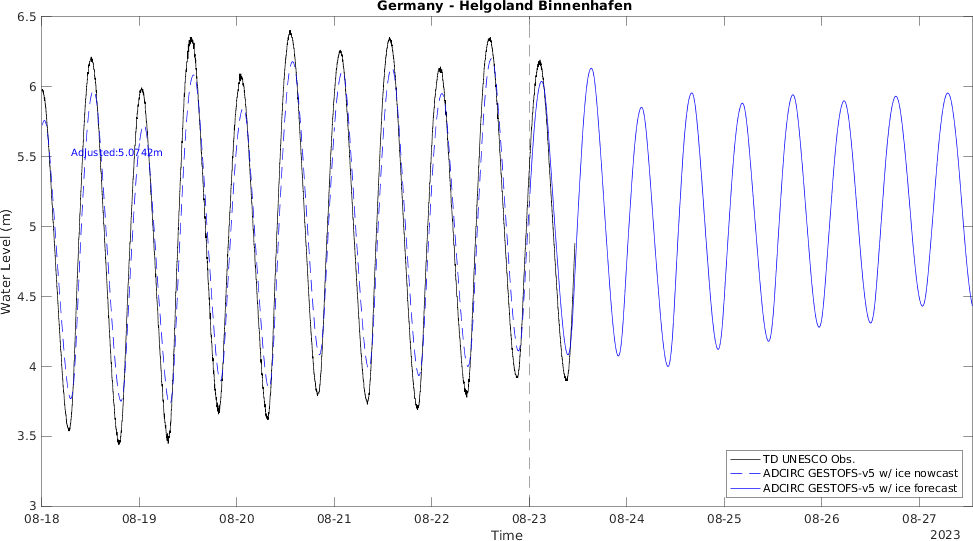 Germany - Helgoland Binnenhafen
6.5
6
5.5
5
4.5
4
3.5
3
Water Level (m)
Adjusted:5.0742m
TD UNESCO Obs.
ADCIRC GESTOFS-v5 w/ ice nowcast
ADCIRC GESTOFS-v5 w/ ice forecast
08-18 08-19 08-20 08-21 08-22 08-23 08-24 08-25 08-26 08-27
Time
2023